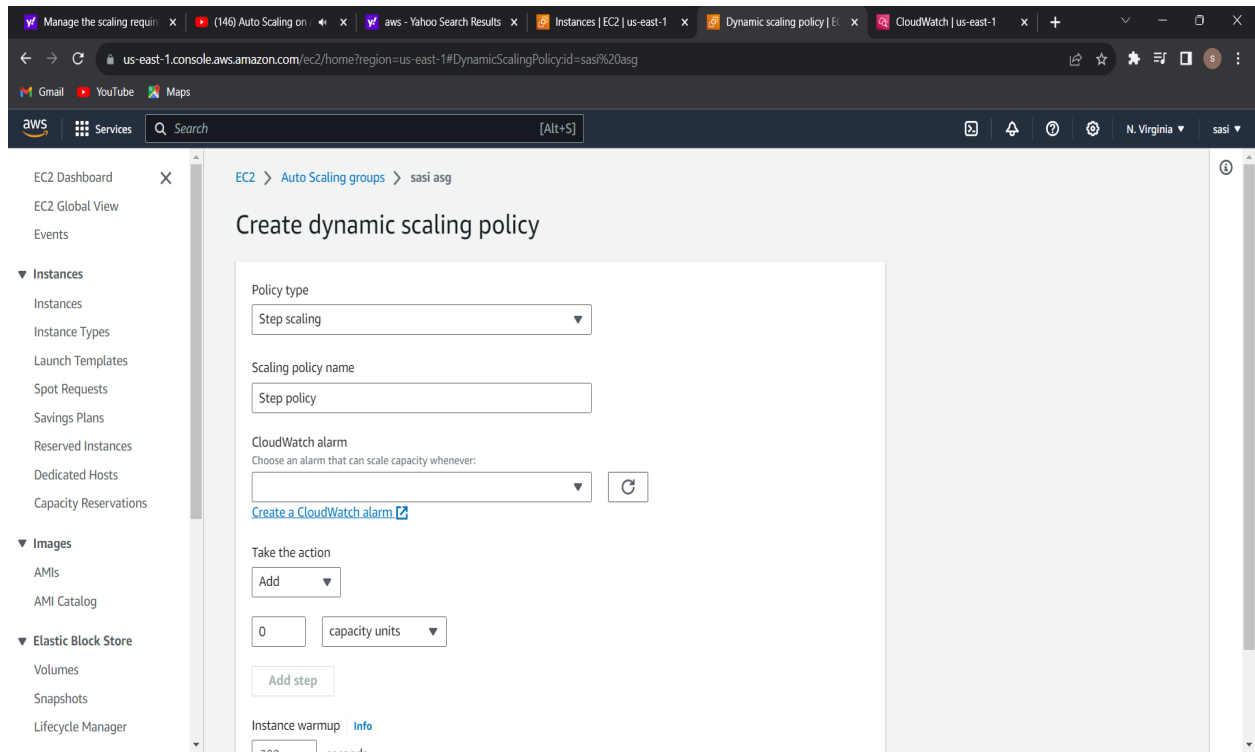 Manage the scaling require
(146) Auto Scaling on
aws - Yahoo Search Results
Instances | EC2 | us-east-1
Dynamic scaling policy | EC
CloudWatch | us-east-1
us-east-1.console.aws.amazon.com/ec2/home?region=us-east-1#DynamicScalingPolicy:id=sasi%20asg
S
Gmail YouTube Maps
aws Services Search [Alt+S] N. Virginia sasi
EC2 Dashboard
EC2 Global View
Events
Instances
Instances
Instance Types
Launch Templates
Spot Requests
Savings Plans
Reserved Instances
Dedicated Hosts
Capacity Reservations
Images
AMIs
AMI Catalog
Elastic Block Store
Volumes
Snapshots
Lifecycle Manager
EC2 > Auto Scaling groups > sasi asg
Create dynamic scaling policy
Policy type
Step scaling
Scaling policy name
Step policy
CloudWatch alarm
Choose an alarm that can scale capacity whenever:
Create a CloudWatch alarm
Take the action
Add
0 capacity units
Add step
Instance warmup Info